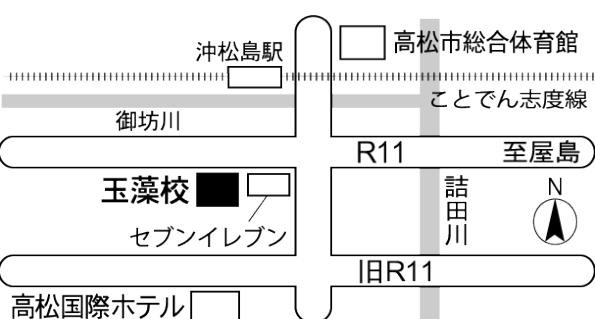 高松市総合体育館
沖松島駅
ことでん志度線
御坊川
R11
至屋島
玉藻校
詰田川
N
セブンイレブン
旧R11
高松国際ホテル